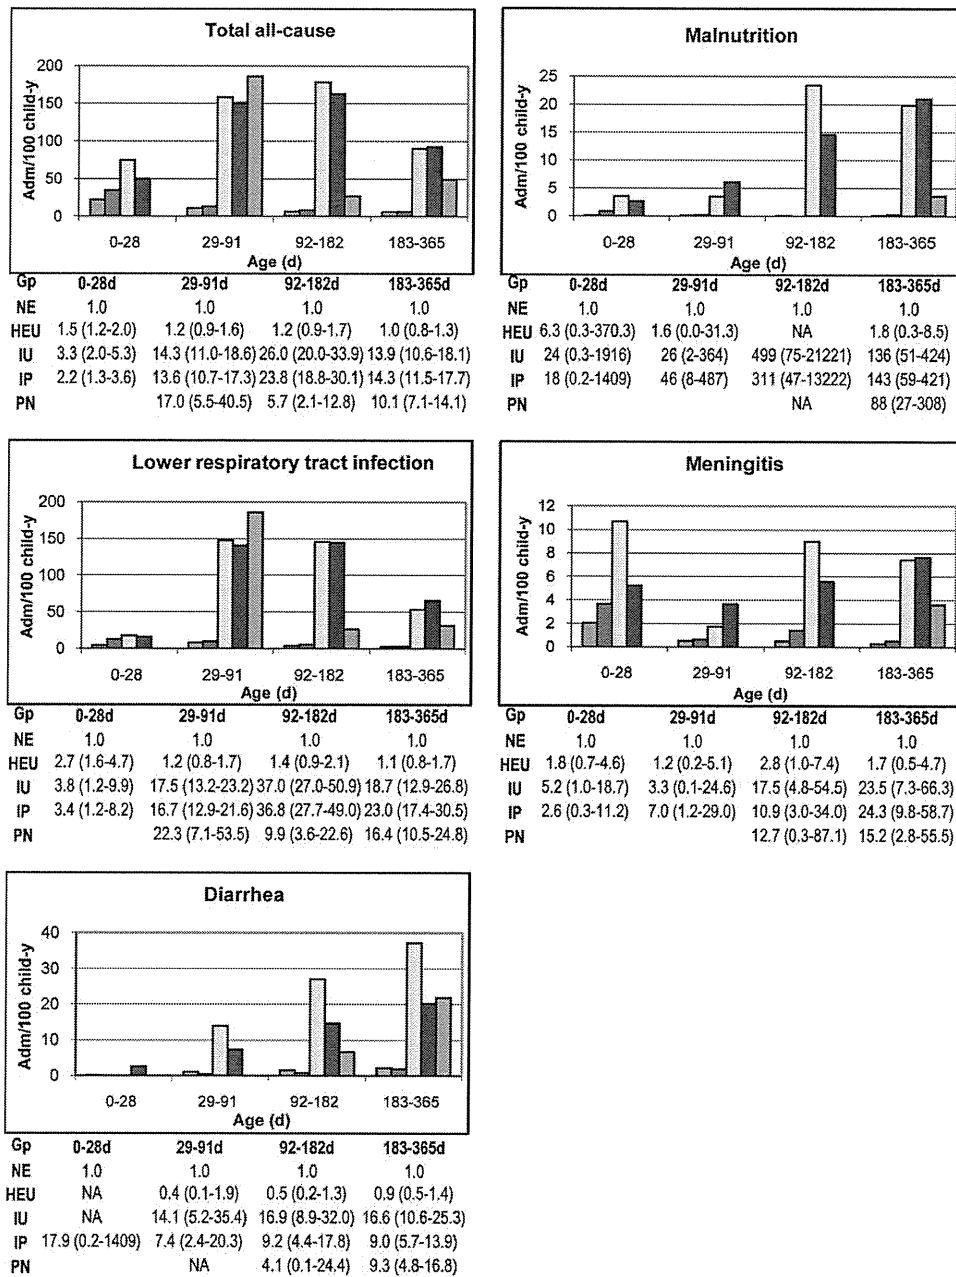 Total all-cause
Adm/100 child-y
200
150
100
50
0
0-28 29-91 92-182 183-365
Age (d)
Gp 0-28d 29-91d 92-182d 183-365d
NE 1.0 1.0 1.0 1.0
HEU 1.5 (1.2-2.0) 1.2 (0.9-1.6) 1.2 (0.9-1.7) 1.0 (0.8-1.3)
IU 3.3 (2.0-5.3) 14.3 (11.0-18.6) 26.0 (20.0-33.9) 13.9 (10.6-18.1)
IP 2.2 (1.3-3.6) 13.6 (10.7-17.3) 23.8 (18.8-30.1) 14.3 (11.5-17.7)
PN 17.0 (5.5-40.5) 5.7 (2.1-12.8) 10.1 (7.1-14.1)
Malnutrition
Adm/100 child-y
25
20
15
10
5
0
0-28 29-91 92-182 183-365
Age (d)
Gp 0-28d 29-91d 92-182d 183-365d
NE 1.0 1.0 1.0 1.0
HEU 6.3 (0.3-370.3) 1.6 (0.0-31.3) NA 1.8 (0.3-8.5)
IU 24 (0.3-1916) 26 (2-364) 499 (75-21221) 136 (51-424)
IP 18 (0.2-1409) 46 (8-487) 311 (47-13222) 143 (59-421)
PN NA 88 (27-308)
Lower respiratory tract infection
Adm/100 child-y
200
150
100
50
0
0-28 29-91 92-182 183-365
Age (d)
Gp 0-28d 29-91d 92-182d 183-365d
NE 1.0 1.0 1.0 1.0
HEU 2.7 (1.6-4.7) 1.2 (0.8-1.7) 1.4 (0.9-2.1) 1.1 (0.8-1.7)
IU 3.8 (1.2-9.9) 17.5 (13.2-23.2) 37.0 (27.0-50.9) 18.7 (12.9-26.8)
IP 3.4 (1.2-8.2) 16.7 (12.9-21.6) 36.8 (27.7-49.0) 23.0 (17.4-30.5)
PN 22.3 (7.1-53.5) 9.9 (3.6-22.6) 16.4 (10.5-24.8)
Meningitis
Adm/100 child-y
12
10
8
6
4
2
0
0-28 29-91 92-182 183-365
Age (d)
Gp 0-28d 29-91d 92-182d 183-365d
NE 1.0 1.0 1.0 1.0
HEU 1.8 (0.7-4.6) 1.2 (0.2-5.1) 2.8 (1.0-7.4) 1.7 (0.5-4.7)
IU 5.2 (1.0-18.7) 3.3 (0.1-24.6) 17.5 (4.8-54.5) 23.5 (7.3-66.3)
IP 2.6 (0.3-11.2) 7.0 (1.2-29.0) 10.9 (3.0-34.0) 24.3 (9.8-58.7)
PN 12.7 (0.3-87.1) 15.2 (2.8-55.5)
Diarrhea
Adm/100 child-y
40
30
20
10
0
0-28 29-91 92-182 183-365
Age (d)
Gp 0-28d 29-91d 92-182d 183-365d
NE 1.0 1.0 1.0 1.0
HEU NA 0.4 (0.1-1.9) 0.5 (0.2-1.3) 0.9 (0.5-1.4)
IU NA 14.1 (5.2-35.4) 16.9 (8.9-32.0) 16.6 (10.6-25.3)
IP 17.9 (0.2-1409) 7.4 (2.4-20.3) 9.2 (4.4-17.8) 9.0 (5.7-13.9)
PN NA 4.1 (0.1-24.4) 9.3 (4.8-16.8)